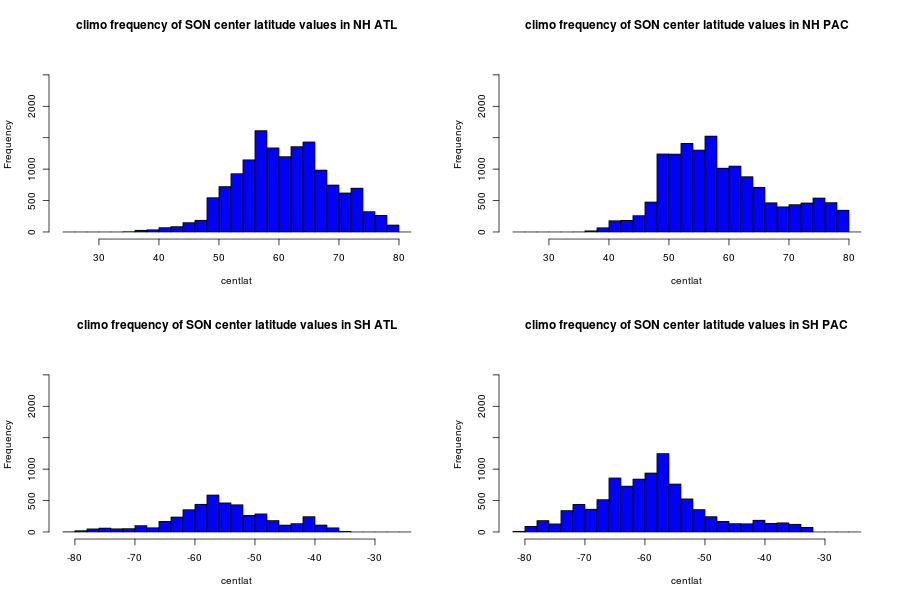 climo frequency of SON center latitude values in NH ATL
Frequency
0 500 1000 2000
30 40 50 60 70 80
centlat
climo frequency of SON center latitude values in NH PAC
Frequency
0 500 1000 2000
30 40 50 60 70 80
centlat
climo frequency of SON center latitude values in SH ATL
Frequency
0 500 1000 2000
-80 -70 -60 -50 -40 -30
centlat
climo frequency of SON center latitude values in SH PAC
Frequency
0 500 1000 2000
-80 -70 -60 -50 -40 -30
centlat